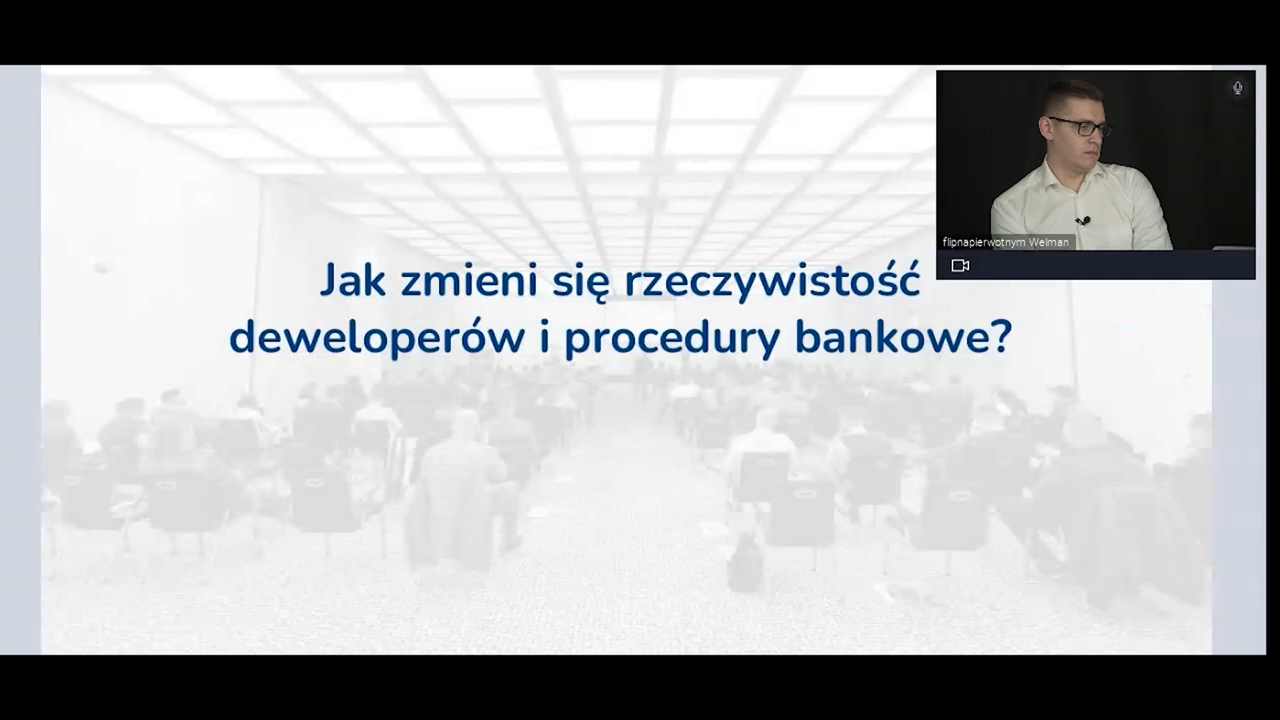 flipnapierwotnym Welman
Jak zmieni się rzeczywistość
deweloperów i procedury bankowe?